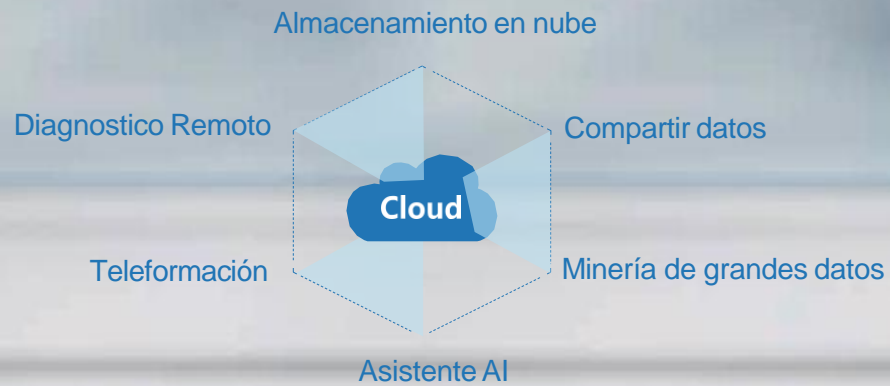 Almacenamiento en nube
Diagnostico Remoto
Compartir datos
Cloud
Teleformación
Minería de grandes datos
Asistente AI